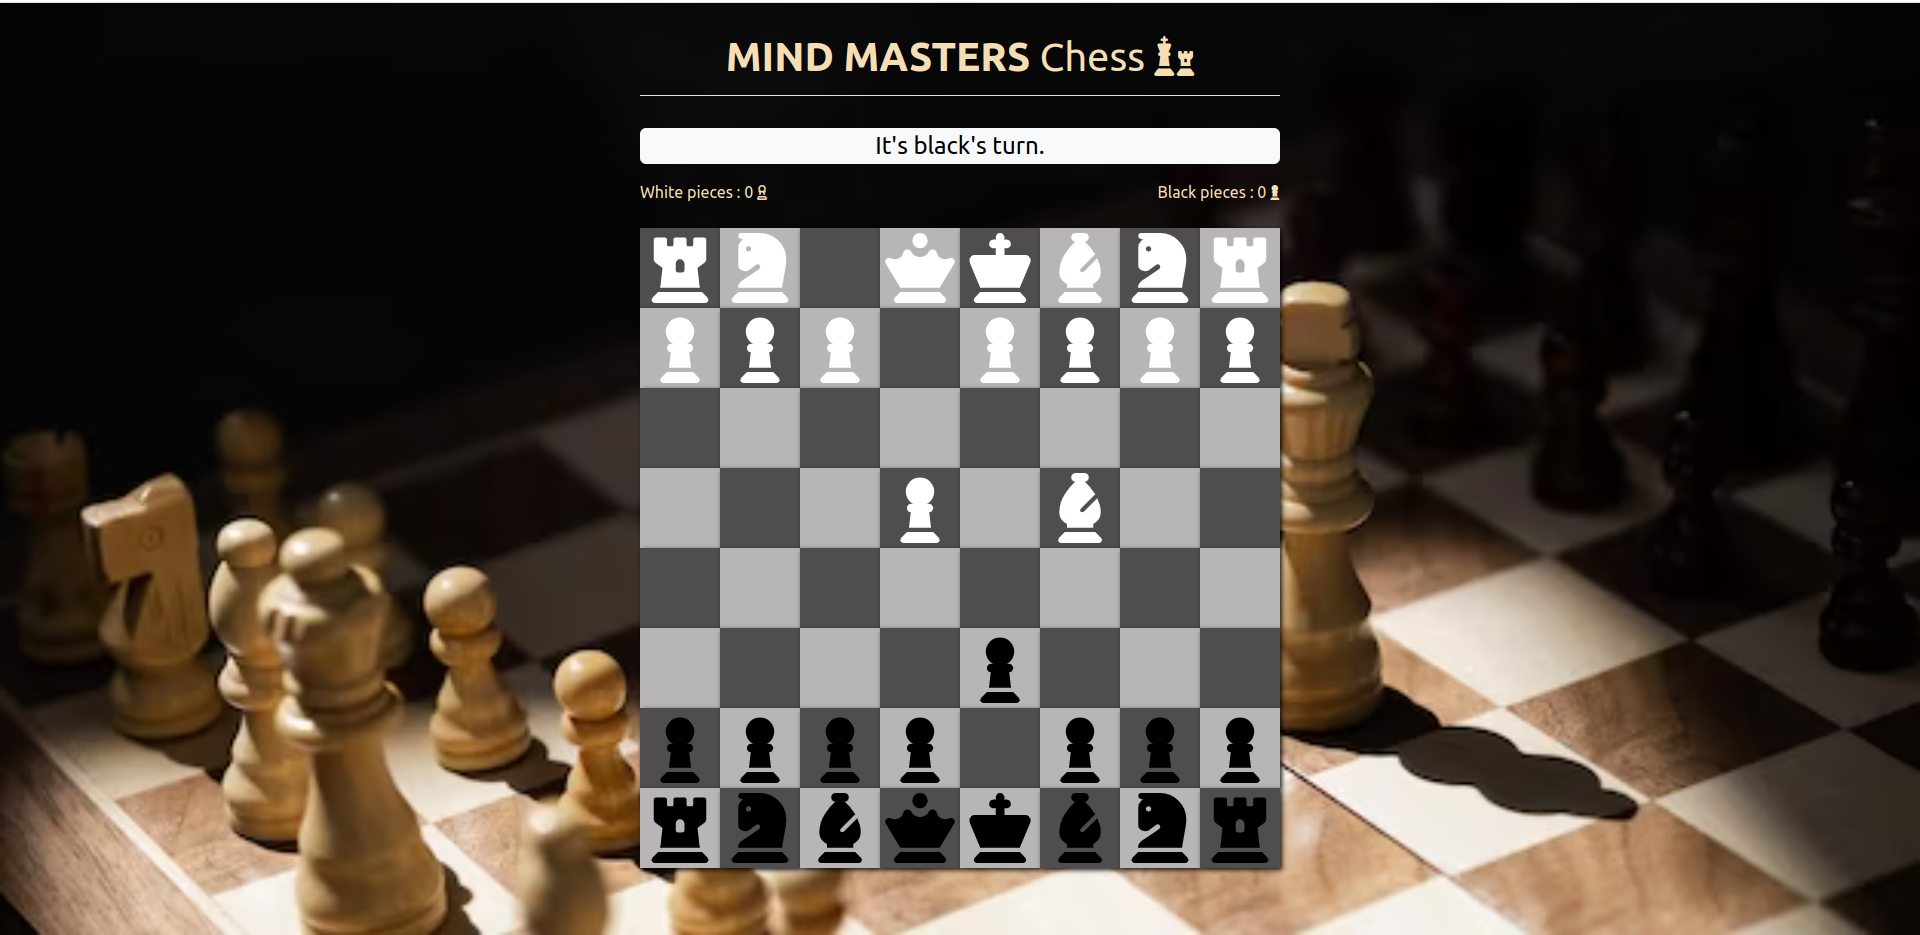 MIND MASTERS Chess
It's black's turn.
White pieces : 0
Black pieces : 0